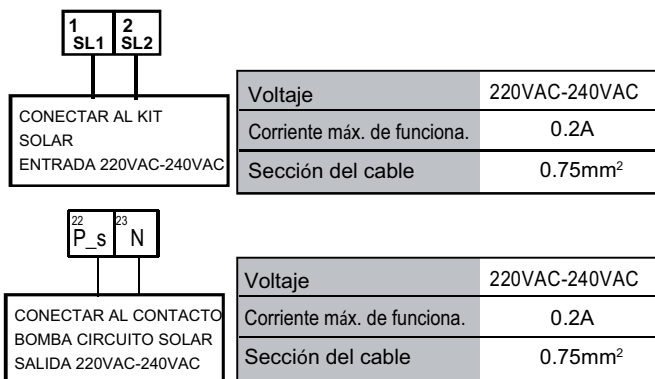 1 2
SL1 SL2
CONECTAR AL KIT
SOLAR
ENTRADA 220VAC-240VAC
Voltaje 220VAC-240VAC
Corriente máx. de funciona. 0.2A
Sección del cable 0.75mm²
22 23
P_s N
CONECTAR AL CONTACTO
BOMBA CIRCUITO SOLAR
SALIDA 220VAC-240VAC
Voltaje 220VAC-240VAC
Corriente máx. de funciona. 0.2A
Sección del cable 0.75mm²